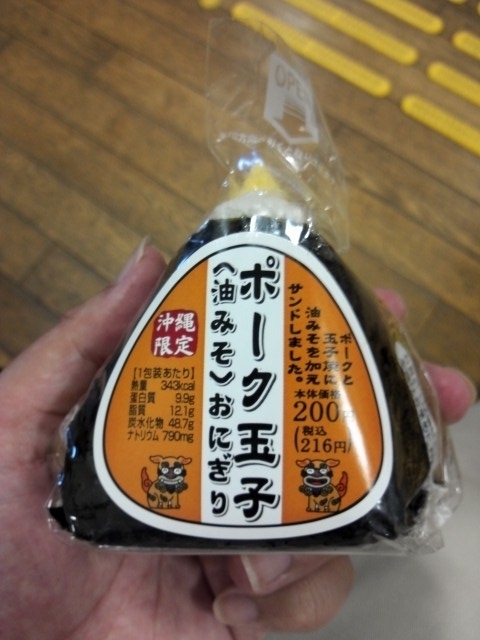 OPEN
ポーク玉子
(油みそ)おにぎり
ポークと
玉子焼に
油みそを加え
サンドしました。
本体価格
200円
(税込
216円)
沖縄
限定
【1包装あたり】
熱量 343kcal
蛋白質 9.9g
脂質 12.1g
炭水化物 48.7g
ナトリウム 790mg